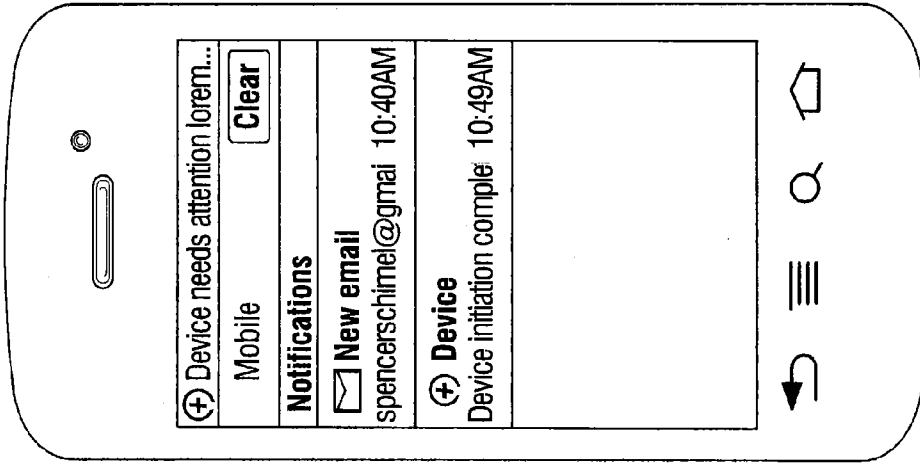 Device needs attention lorem...
Mobile Clear
Notifications
New email
spencerschimel@gmai 10:40AM
Device
Device initiation comple 10:49AM